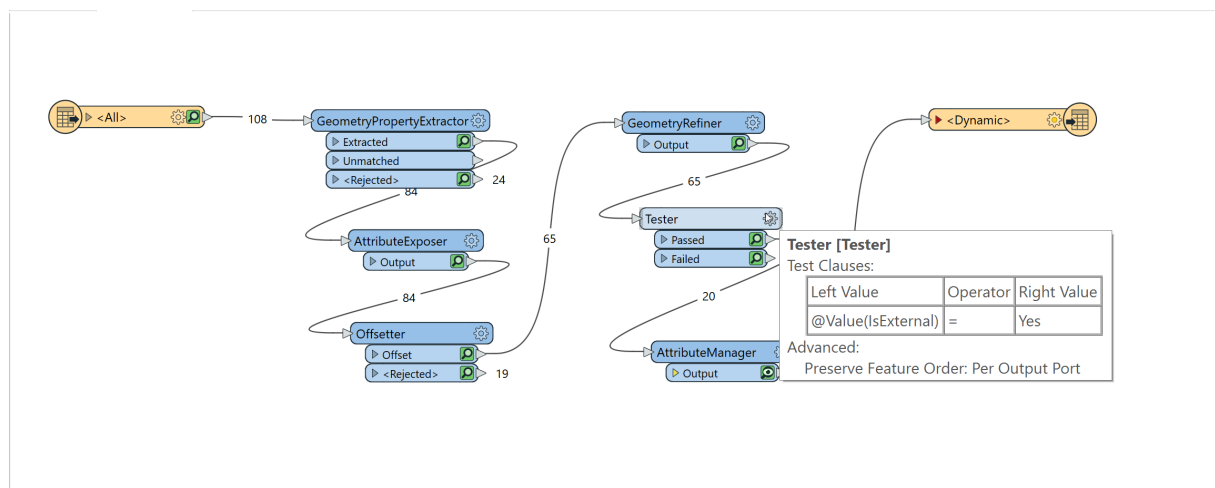 <All>
108
GeometryPropertyExtractor
Extracted
Unmatched
<Rejected>
24
84
AttributeExposer
Output
84
Offsetter
Offset
<Rejected>
19
65
GeometryRefiner
Output
65
Tester
Passed
Failed
20
AttributeManager
Output
<Dynamic>
Tester [Tester]
Test Clauses:
Left Value Operator Right Value
@Value(IsExternal) = Yes
Advanced:
Preserve Feature Order: Per Output Port